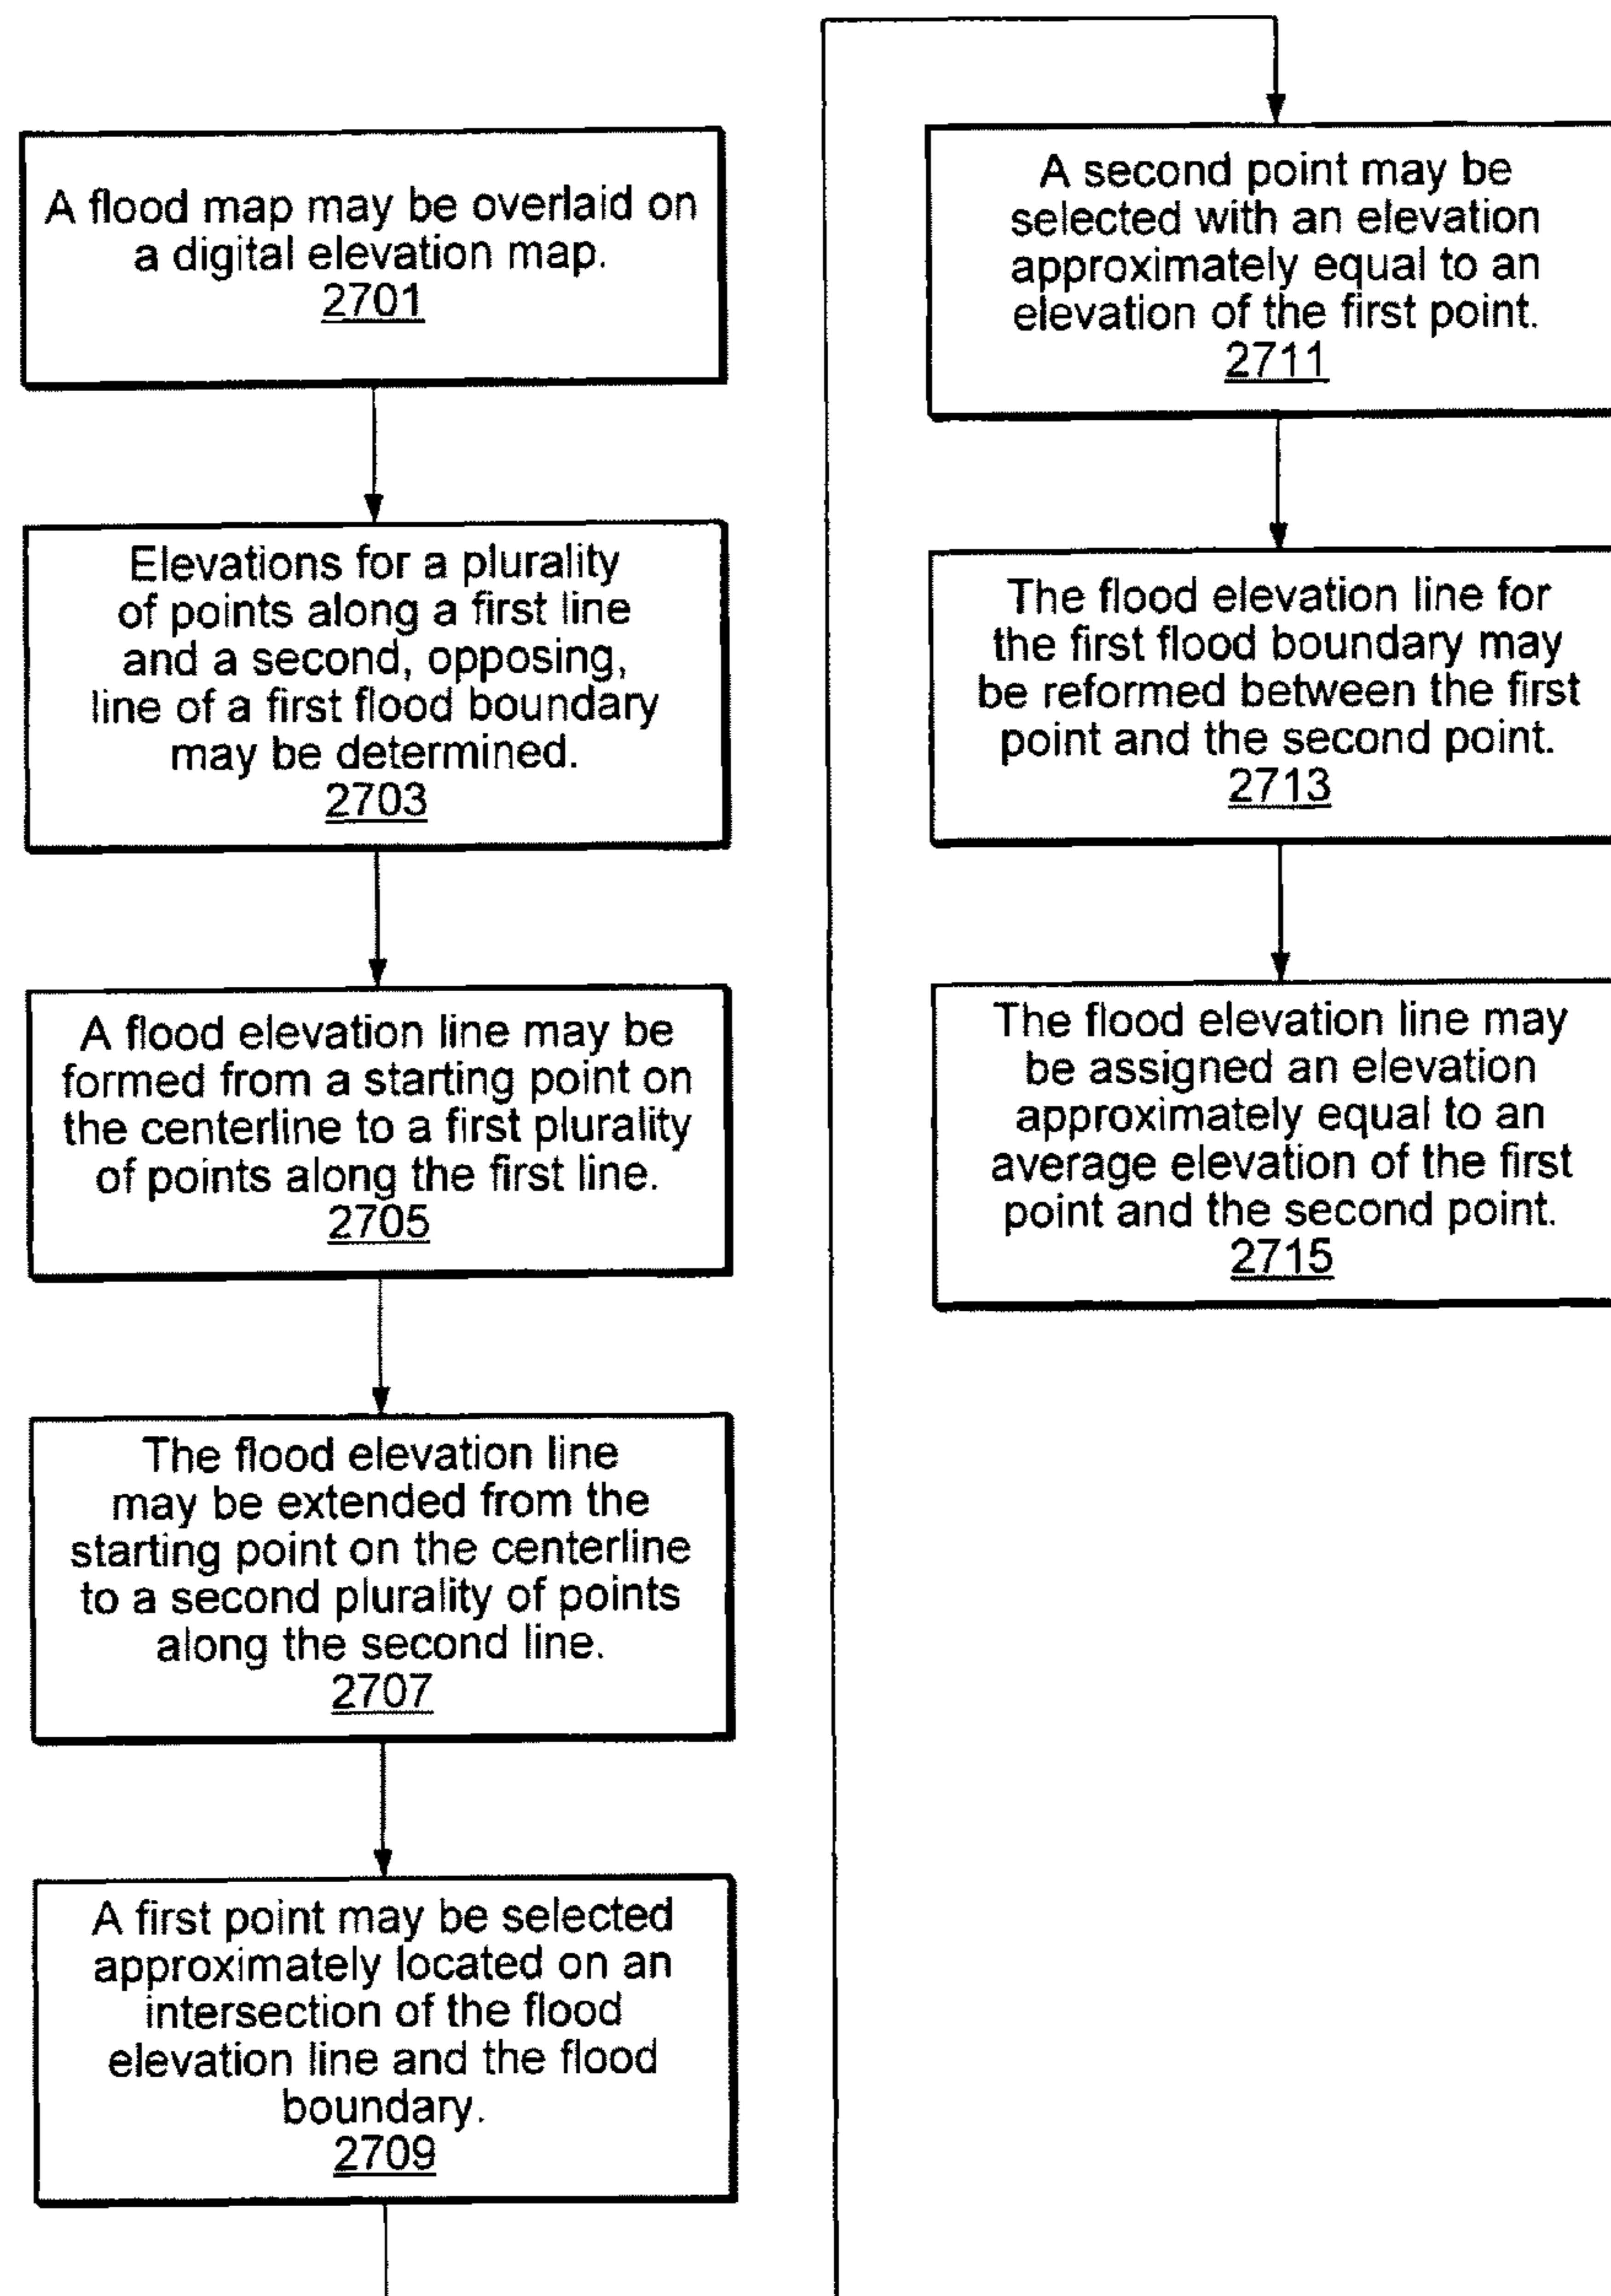 A flood map may be overlaid on
a digital elevation map.
2701
Elevations for a plurality
of points along a first line
and a second, opposing,
line of a first flood boundary
may be determined.
2703
A flood elevation line may be
formed from a starting point on
the centerline to a first plurality
of points along the first line.
2705
The flood elevation line
may be extended from the
starting point on the centerline
to a second plurality of points
along the second line.
2707
A first point may be selected
approximately located on an
intersection of the flood
elevation line and the flood
boundary.
2709
A second point may be
selected with an elevation
approximately equal to an
elevation of the first point.
2711
The flood elevation line for
the first flood boundary may
be reformed between the first
point and the second point.
2713
The flood elevation line may
be assigned an elevation
approximately equal to an
average elevation of the first
point and the second point.
2715